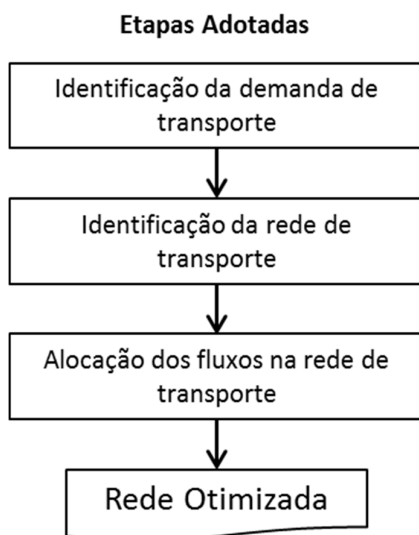 Etapas Adotadas
Identificação da demanda de
transporte
Identificação da rede de
transporte
Alocação dos fluxos na rede de
transporte
Rede Otimizada